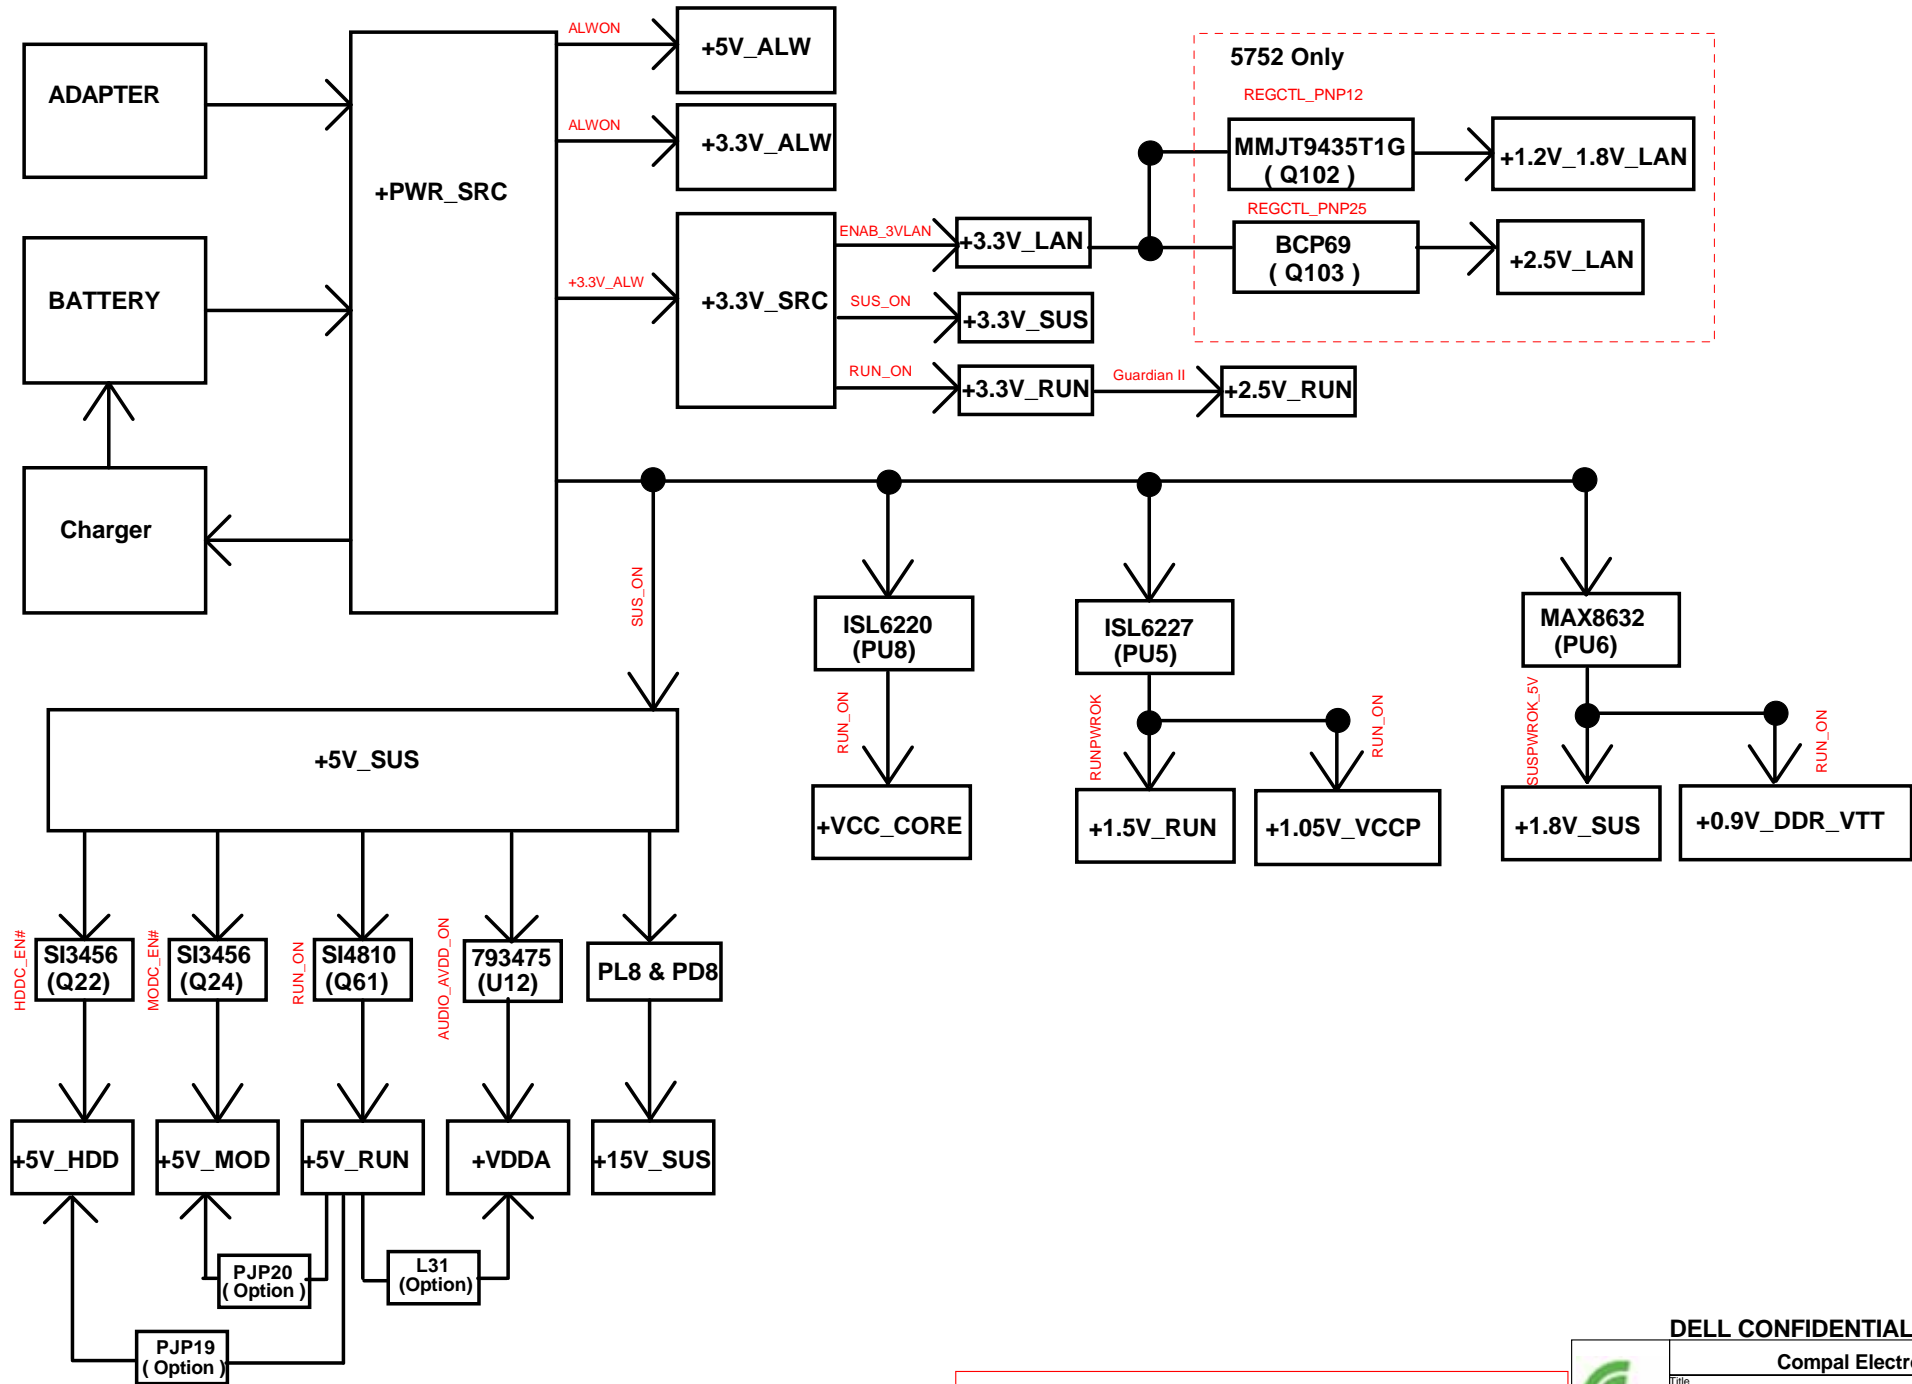 ADAPTER
BATTERY
Charger
+PWR_SRC
ALWON
+5V_ALW
ALWON
+3.3V_ALW
+3.3V_ALW
+3.3V_SRC
ENAB_3VLAN
+3.3V_LAN
SUS_ON
+3.3V_SUS
RUN_ON
+3.3V_RUN
Guardian II
+2.5V_RUN
5752 Only
REGCTL_PNP12
MMJT9435T1G
( Q102 )
+1.2V_1.8V_LAN
REGCTL_PNP25
BCP69
( Q103 )
+2.5V_LAN
SUS_ON
ISL6220
(PU8)
RUN_ON
+VCC_CORE
ISL6227
(PU5)
RUNPWROK
RUN_ON
+1.5V_RUN
+1.05V_VCCP
MAX8632
(PU6)
SUSPWROK_5V
RUN_ON
+1.8V_SUS
+0.9V_DDR_VTT
+5V_SUS
HDDC_EN#
SI3456
(Q22)
MODC_EN#
SI3456
(Q24)
RUN_ON
SI4810
(Q61)
AUDIO_AVDD_ON
793475
(U12)
PL8 & PD8
+5V_HDD
+5V_MOD
+5V_RUN
+VDDA
+15V_SUS
PJP20
( Option )
L31
(Option)
PJP19
( Option )
DELL CONFIDENTIAL
Compal Electr
Title